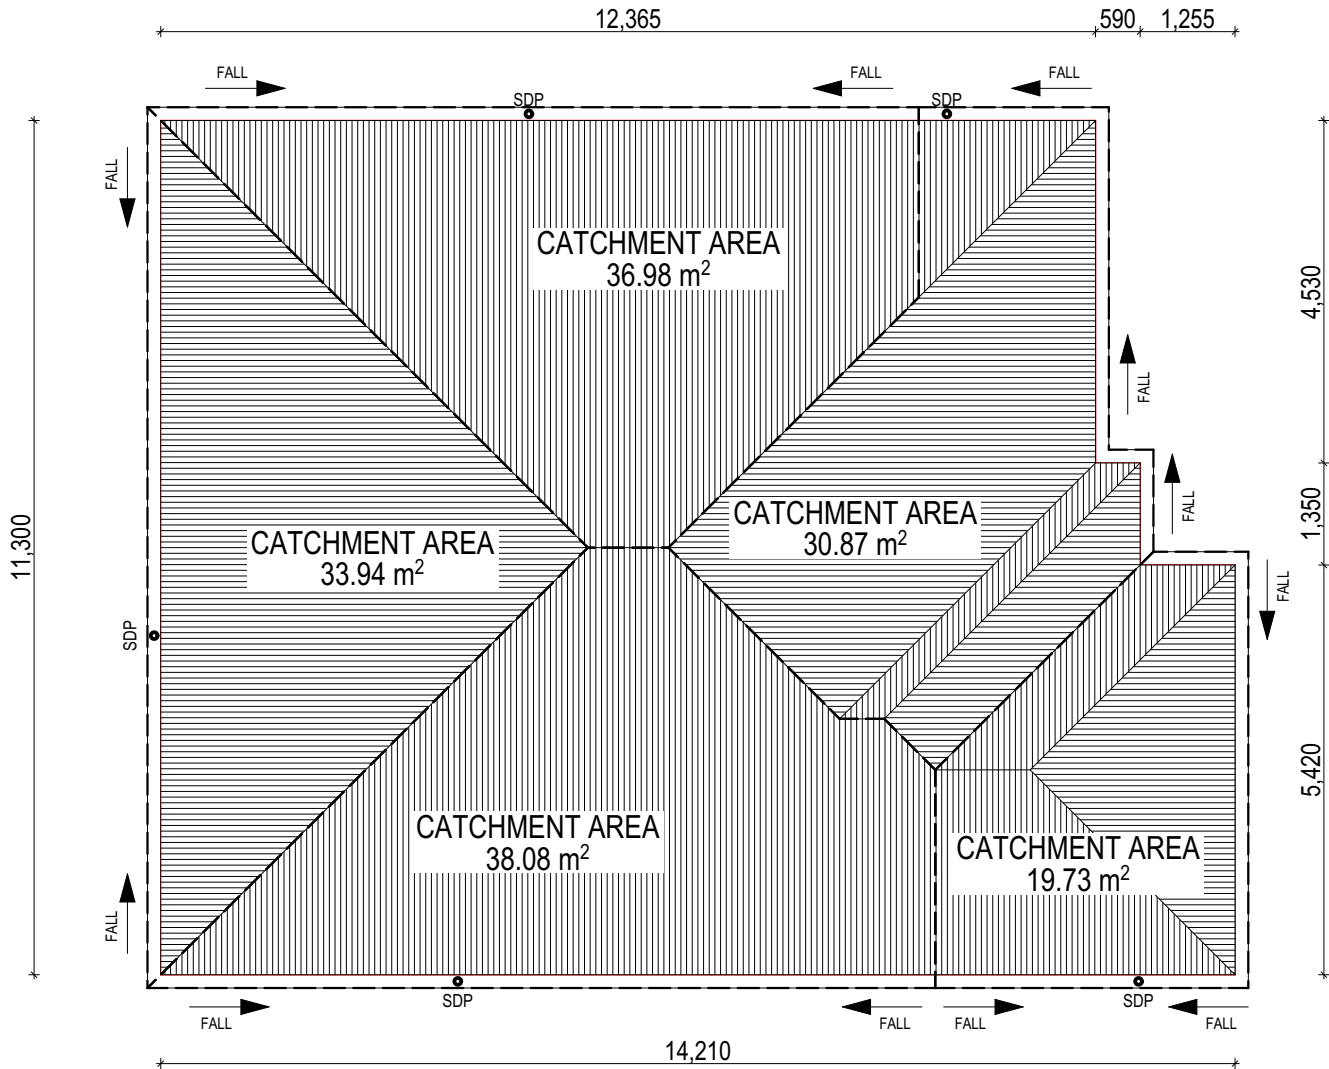 12,365
590
1,255
FALL
FALL
FALL
SDP
SDP
FALL
CATCHMENT AREA
36.98 m²
4,530
FALL
11,300
CATCHMENT AREA
30.87 m²
CATCHMENT AREA
33.94 m²
FALL
1,350
FALL
SDP
5,420
CATCHMENT AREA
38.08 m²
CATCHMENT AREA
19.73 m²
FALL
SDP
SDP
FALL
FALL
FALL
FALL
14,210